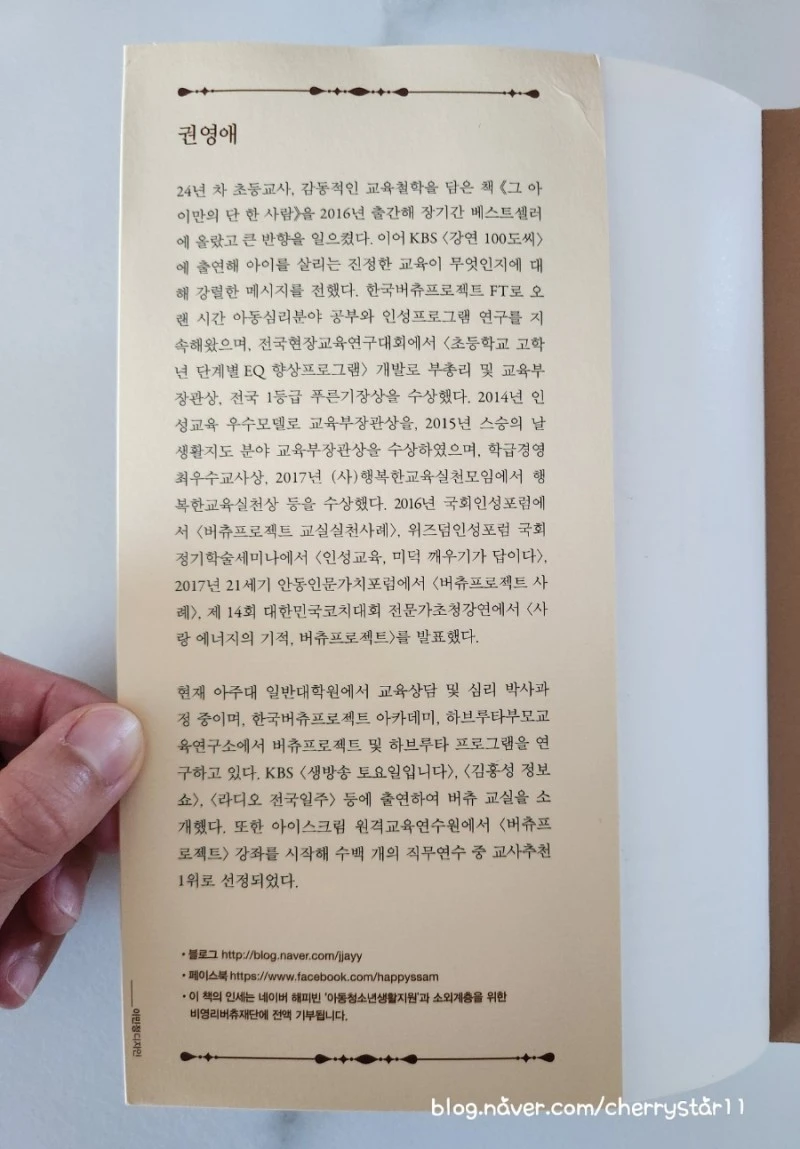 권영애
24년 차 초등교사, 감동적인 교육철학을 담은 책 《그 아
이만의 단 한 사람》을 2016년 출간해 장기간 베스트셀러
에 올랐고 큰 반향을 일으켰다. 이어 KBS 〈강연 100도씨〉
에 출연해 아이를 살리는 진정한 교육이 무엇인지에 대
해 강렬한 메시지를 전했다. 한국버츄프로젝트 FT로 오
랜 시간 아동심리분야 공부와 인성프로그램 연구를 지
속해왔으며, 전국현장교육연구대회에서 〈초등학교 고학
년 단계별 EQ 향상프로그램〉 개발로 부총리 및 교육부
장관상, 전국 1등급 푸른기장상을 수상했다. 2014년 인
성교육 우수모델로 교육부장관상을, 2015년 스승의 날
생활지도 분야 교육부장관상을 수상하였으며, 학급경영
최우수교사상, 2017년 (사)행복한교육실천모임에서 행
복한교육실천상 등을 수상했다. 2016년 국회인성포럼에
서 〈버츄프로젝트 교실실천사례〉, 위즈덤인성포럼 국회
정기학술세미나에서 〈인성교육, 미덕 깨우기가 답이다〉,
2017년 21세기 안동인문가치포럼에서 〈버츄프로젝트 사
례〉, 제 14회 대한민국코치대회 전문가초청강연에서 〈사
랑 에너지의 기적, 버츄프로젝트〉를 발표했다.
현재 아주대 일반대학원에서 교육상담 및 심리 박사과
정 중이며, 한국버츄프로젝트 아카데미, 하브루타부모교
육연구소에서 버츄프로젝트 및 하브루타 프로그램을 연
구하고 있다. KBS 〈생방송 토요일입니다〉, 〈김홍성 정보
쇼〉, 〈라디오 전국일주〉 등에 출연하여 버츄 교실을 소
개했다. 또한 아이스크림 원격교육연수원에서 〈버츄프
로젝트〉 강좌를 시작해 수백 개의 직무연수 중 교사추천
1위로 선정되었다.
• 블로그 http://blog.naver.com/jjayy
• 페이스북 https://www.facebook.com/happyssam
• 이 책의 인세는 네이버 해피빈 '아동청소년생활지원'과 소외계층을 위한
비영리버츄재단에 전액 기부됩니다.
이민정디자인
blog.naver.com/cherrystar11